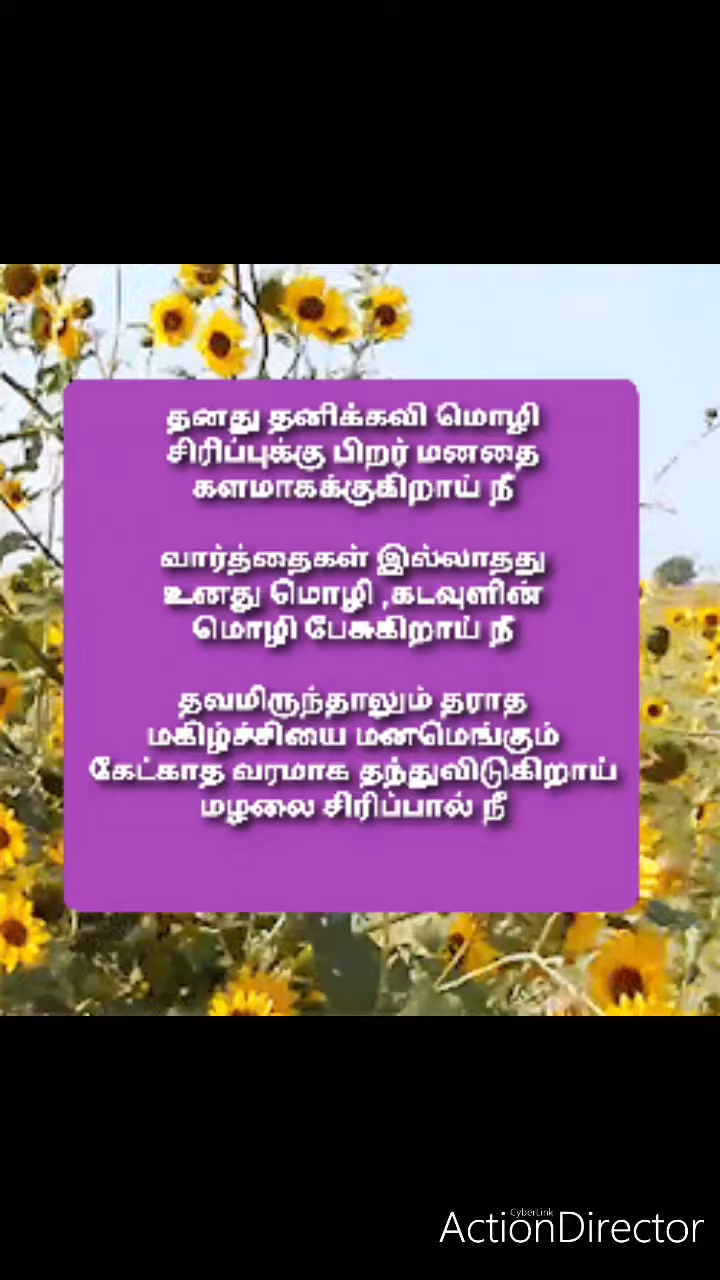 தனது தனிக்கவி மொழி
சிரிப்புக்கு பிறர் மனதை
களமாகக்குகிறாய் நீ
வார்த்தைகள் இல்லாதது
உனது மொழி ,கடவுளின்
மொழி பேசுகிறாய் நீ
தவமிருந்தாலும் தராத
மகிழ்ச்சியை மனமெங்கும்
கேட்காத வரமாக தந்துவிடுகிறாய்
மழலை சிரிப்பால் நீ
CyberLink
ActionDirector